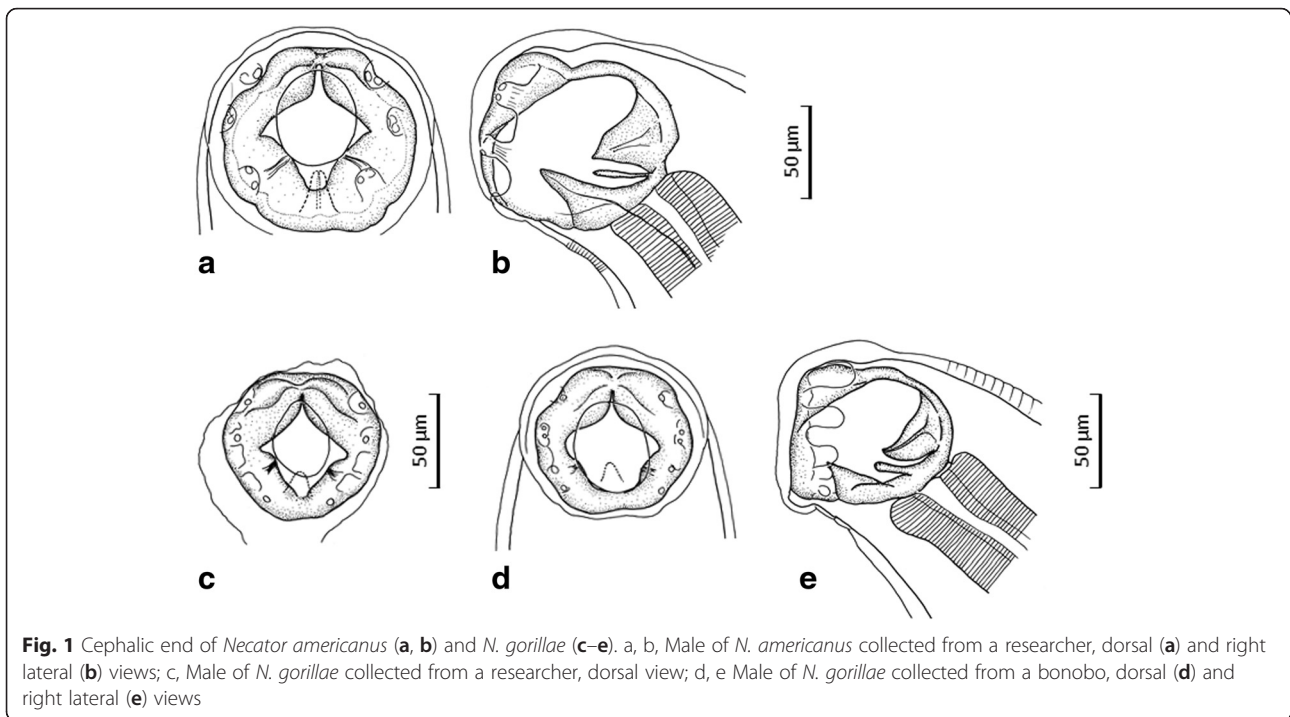 a
b
50 µm
c
50 µm
d
e
50 µm
Fig. 1 Cephalic end of Necator americanus (a, b) and N. gorillae (c–e). a, b, Male of N. americanus collected from a researcher, dorsal (a) and right
lateral (b) views; c, Male of N. gorillae collected from a researcher, dorsal view; d, e Male of N. gorillae collected from a bonobo, dorsal (d) and
right lateral (e) views